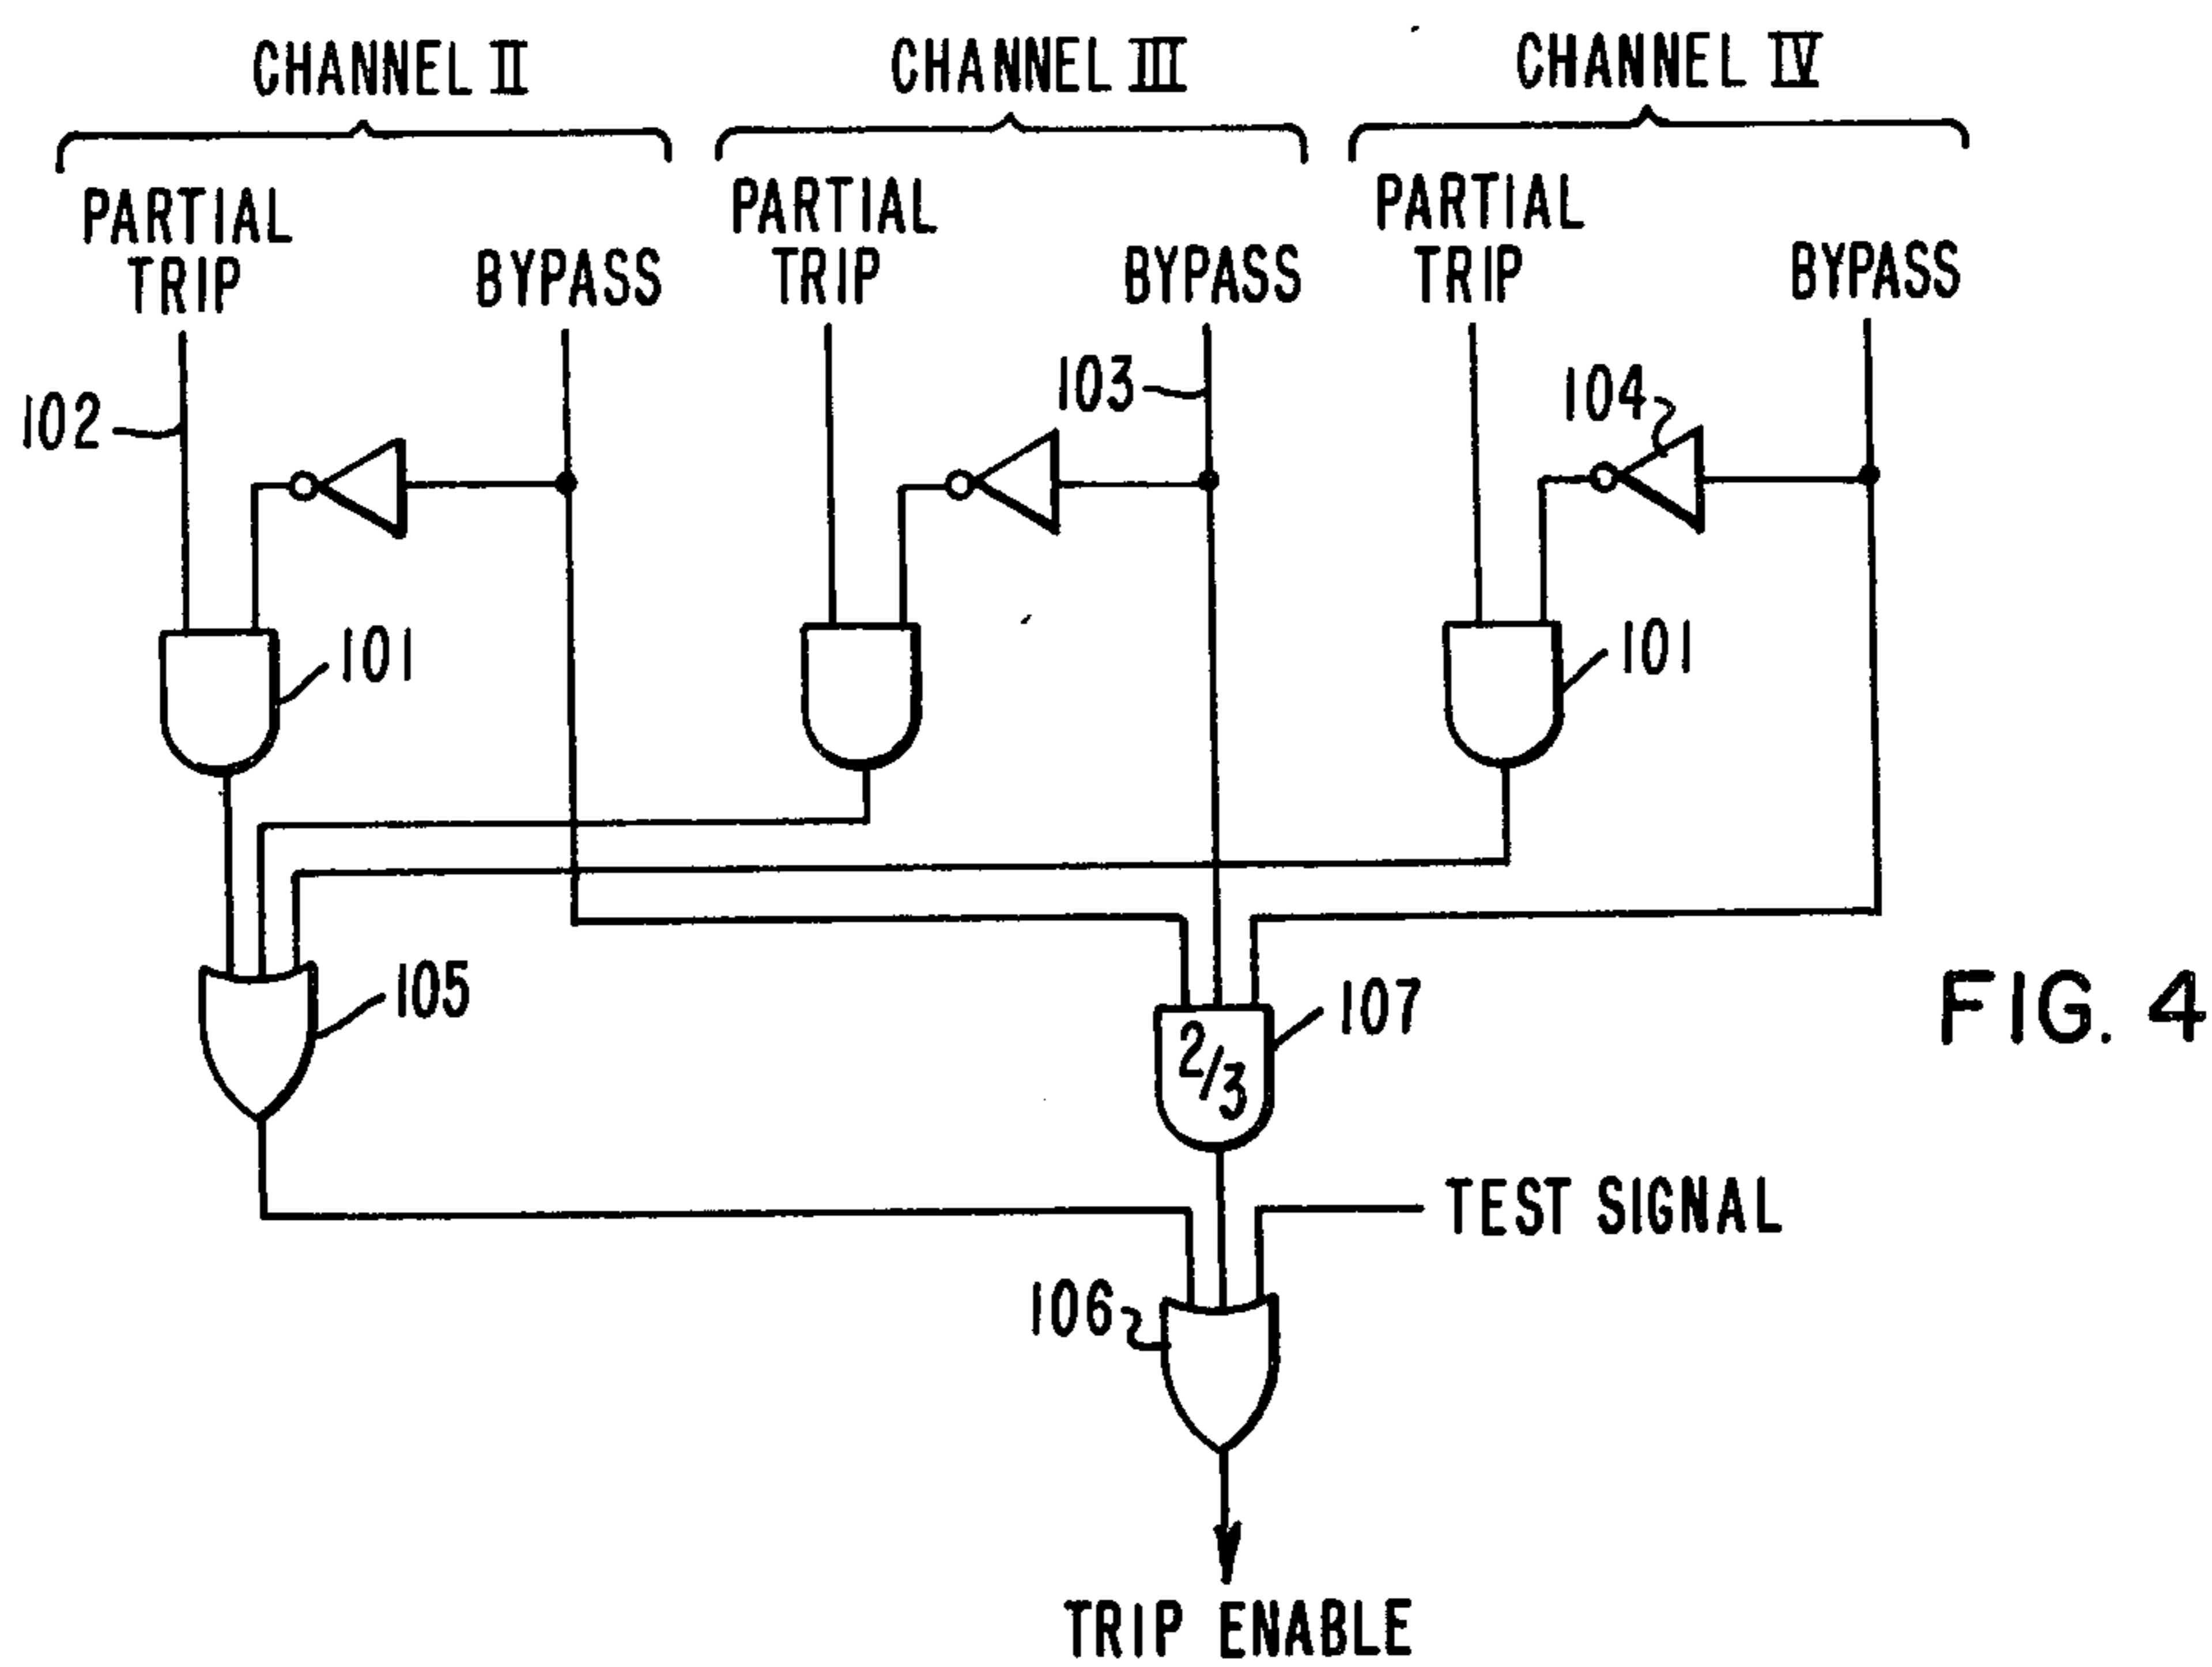 CHANNEL II
CHANNEL III
CHANNEL IV
PARTIAL
TRIP
BYPASS
PARTIAL
TRIP
BYPASS
PARTIAL
TRIP
BYPASS
102
103
104
101
101
105
107
2/3
FIG. 4
TEST SIGNAL
106
TRIP ENABLE